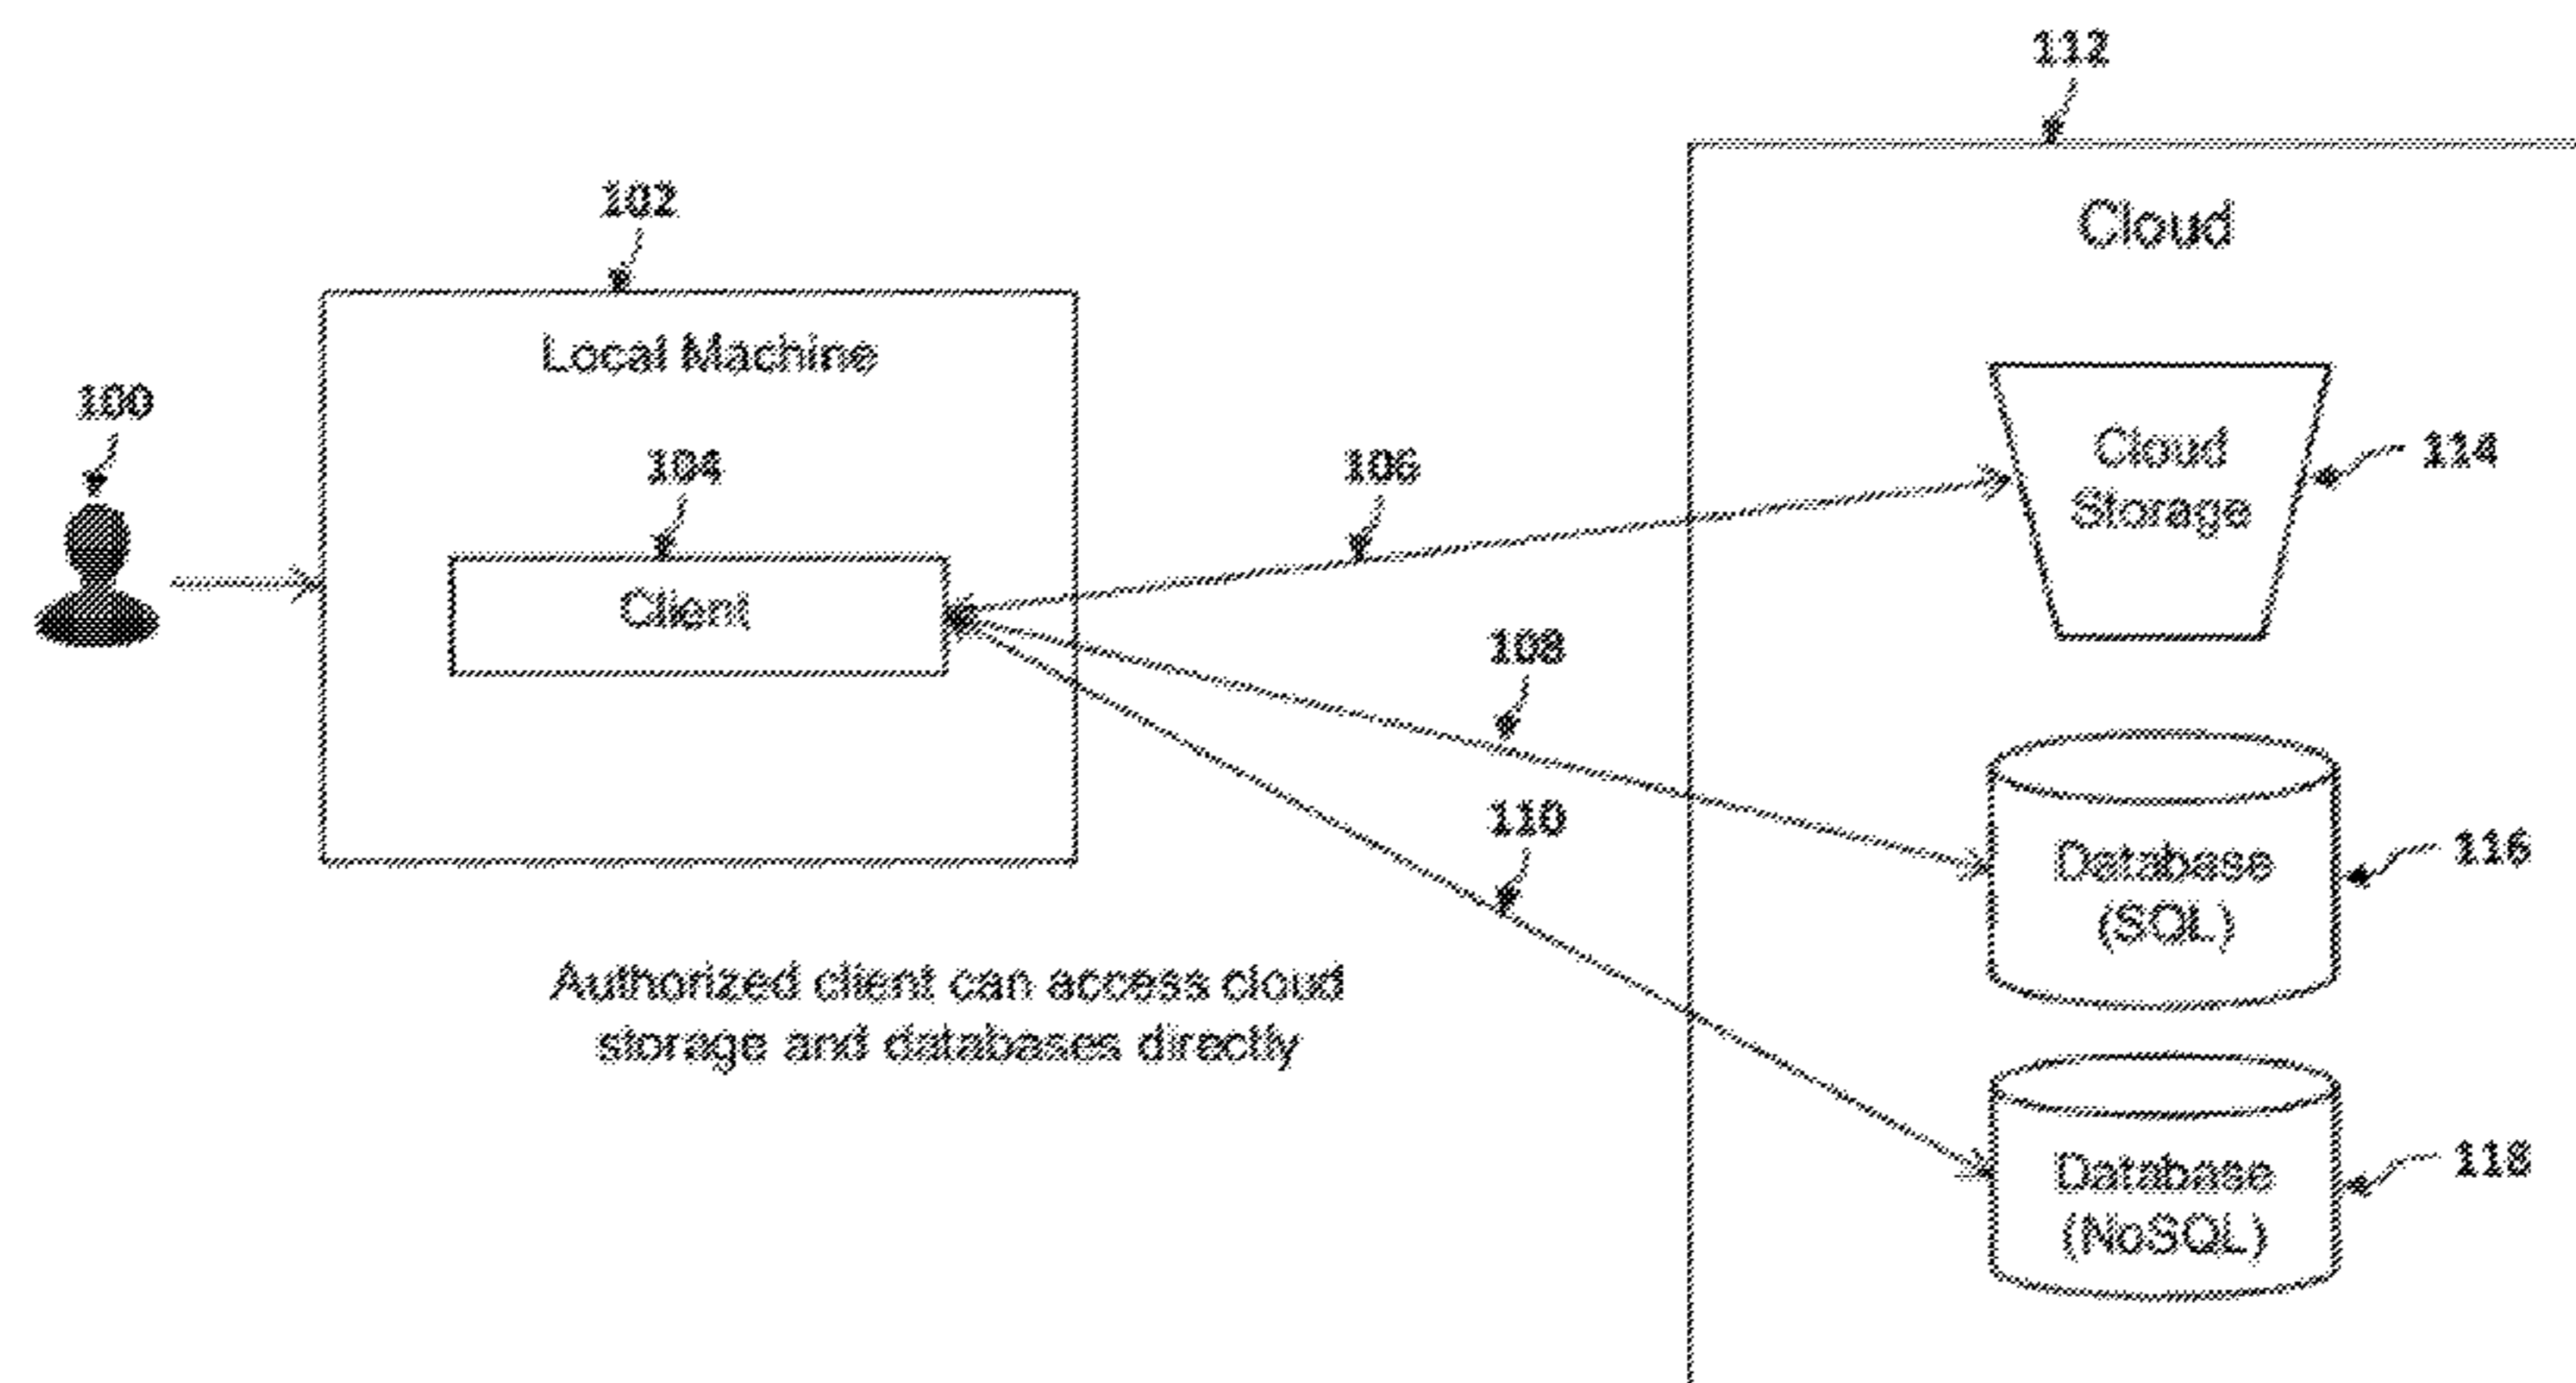 112
Cloud
102
Local Machine
100
104
Client
106
Cloud
Storage
114
108
110
Database
(SQL)
116
Authorized client can access cloud
storage and databases directly
Database
(NoSQL)
118